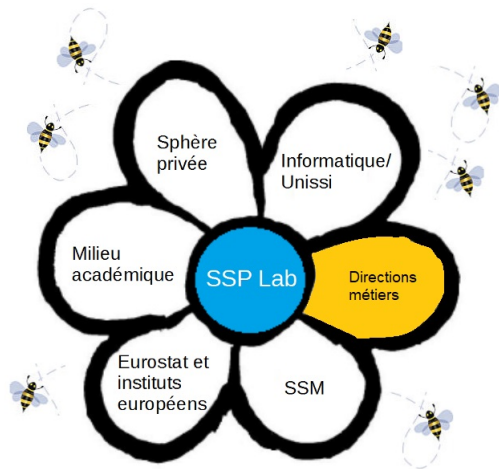 Sphère
privée
Informatique/
Unissi
Milieu
académique
SSP Lab
Directions
métiers
Eurostat et
instituts
européens
SSM